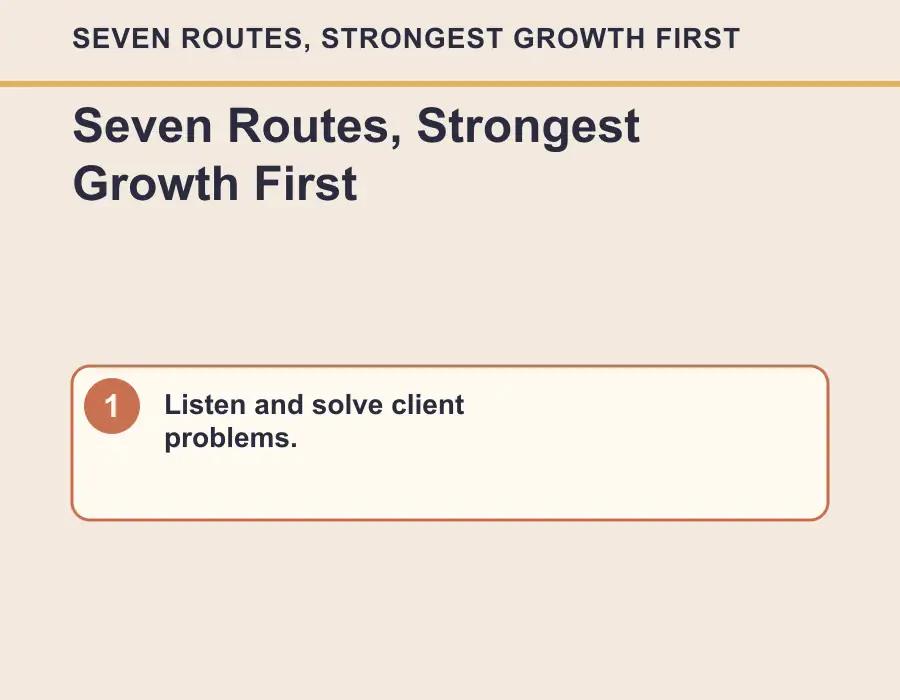 SEVEN ROUTES, STRONGEST GROWTH FIRST
Seven Routes, Strongest
Growth First
1
Listen and solve client
problems.